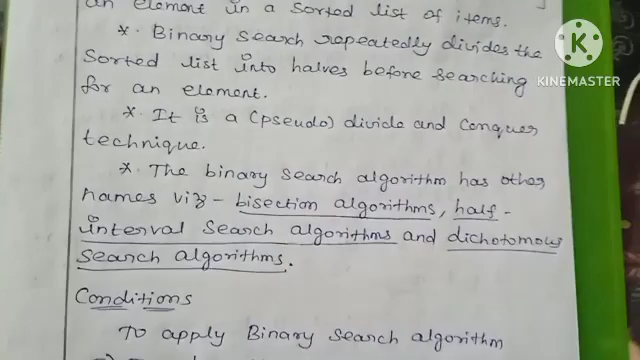 an element in a sorted list of items.
* Binary search repeatedly divides the
sorted list into halves before searching
for an element.
* It is a (pseudo) divide and conquer
technique.
* The binary search algorithm has other
names viz- bisection algorithms, half-
interval search algorithms and dichotomous
search algorithms.
Conditions
To apply Binary search algorithm
KINEMASTER